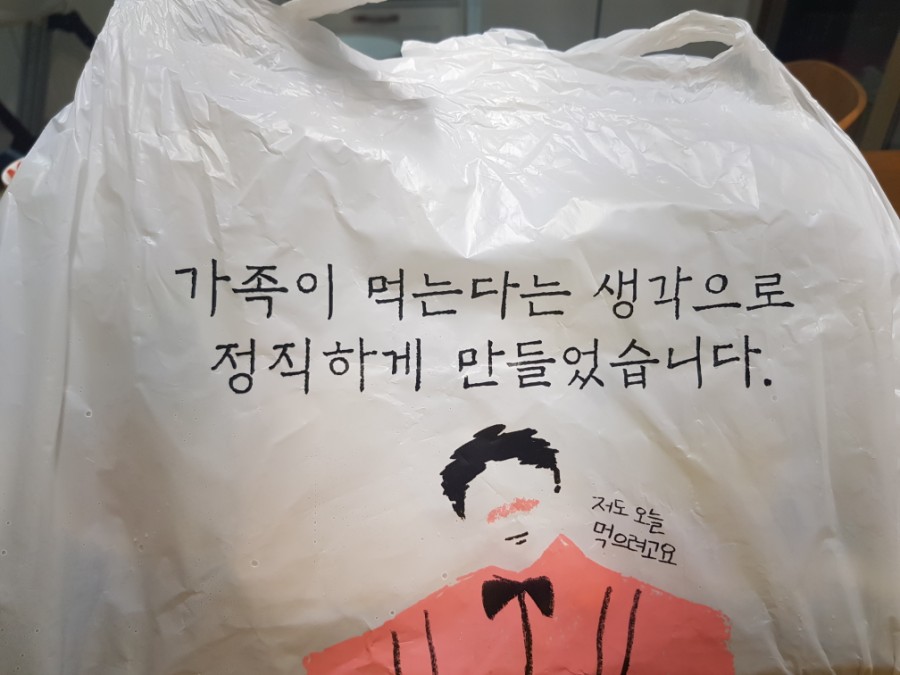 가족이 먹는다는 생각으로
정직하게 만들었습니다.
저도 오늘
먹으려고요